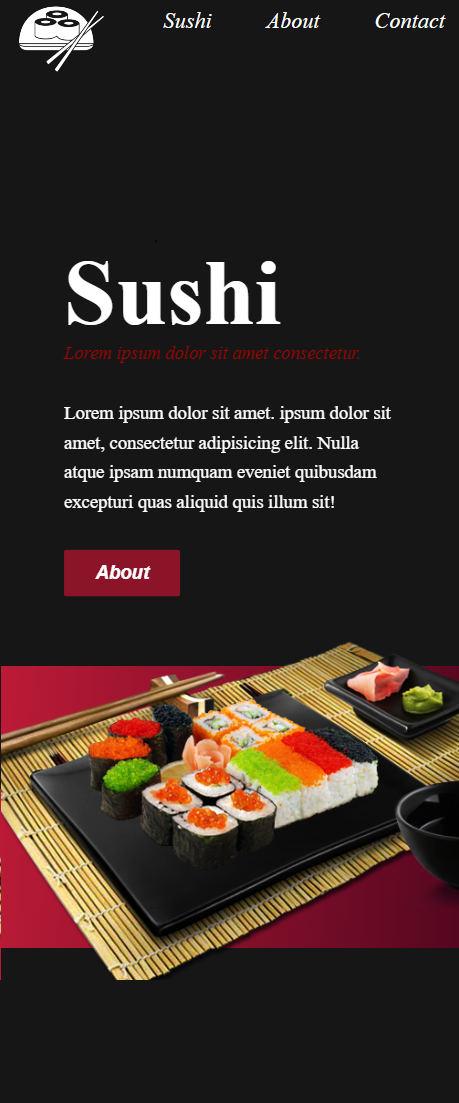 Sushi About Contact
Sushi
Lorem ipsum dolor sit amet consectetur.
Lorem ipsum dolor sit amet. ipsum dolor sit
amet, consectetur adipisicing elit. Nulla
atque ipsam numquam eveniet quibusdam
excepturi quas aliquid quis illum sit!
About